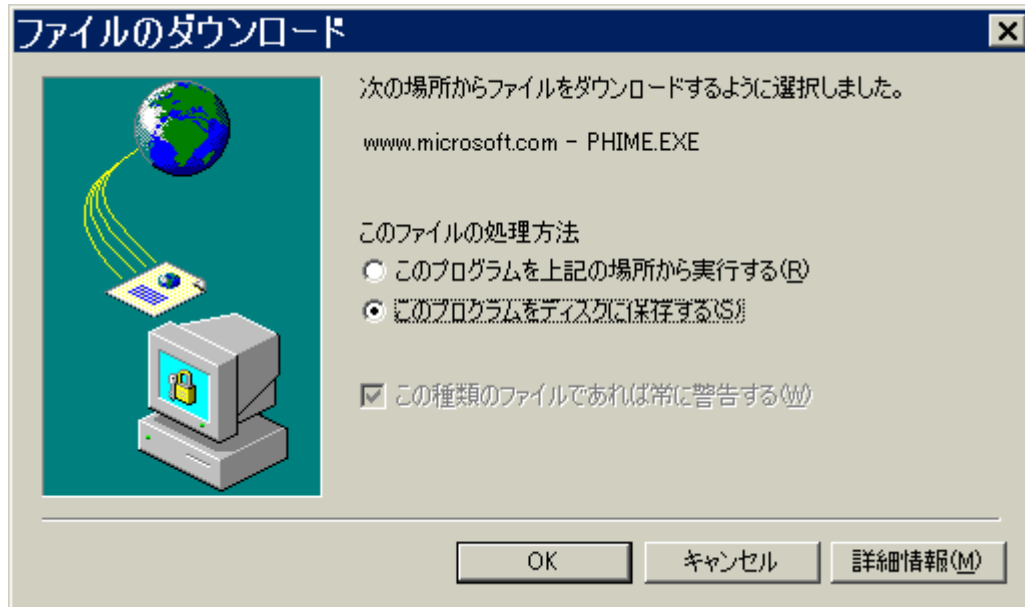 ファイルのダウンロード
次の場所からファイルをダウンロードするように選択しました。
www.microsoft.com - PHIME.EXE
このファイルの処理方法
このプログラムを上記の場所から実行する(R)
このプログラムをディスクに保存する(S)
この種類のファイルであれば常に警告する(W)
OK キャンセル 詳細情報(M)